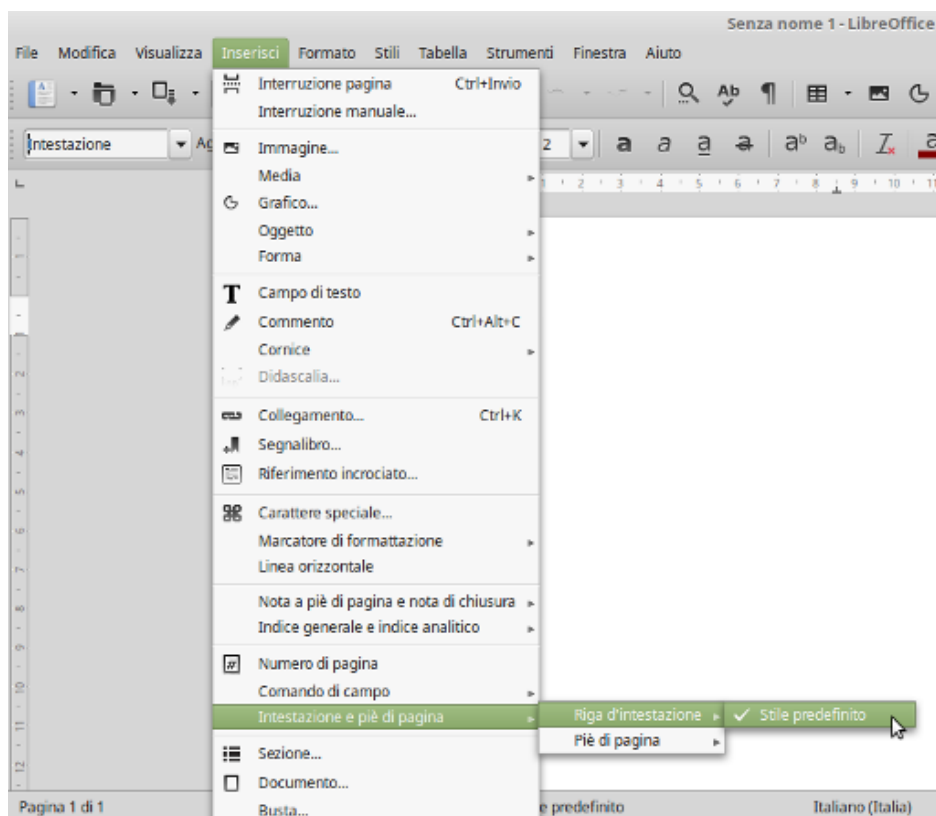 Senza nome 1 - LibreOffice
File Modifica Visualizza Inserisci Formato Stili Tabella Strumenti Finestra Aiuto
Interruzione pagina Ctrl+Invio
Interruzione manuale...
Intestazione
Immagine...
Media
Grafico...
Oggetto
Forma
Campo di testo
Commento Ctrl+Alt+C
Cornice
Didascalia...
Collegamento... Ctrl+K
Segnalibro...
Riferimento incrociato...
Carattere speciale...
Marcatore di formattazione
Linea orizzontale
Nota a piè di pagina e nota di chiusura
Indice generale e indice analitico
Numero di pagina
Comando di campo
Intestazione e piè di pagina Riga d'intestazione Stile predefinito
Piè di pagina
Sezione...
Documento...
Busta...
Pagina 1 di 1 e predefinito Italiano (Italia)